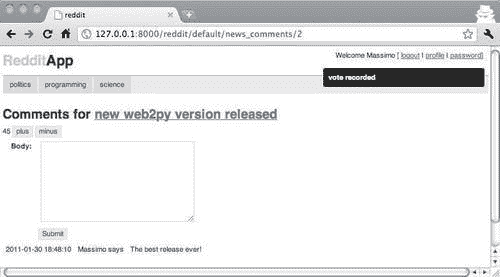 reddit
127.0.0.1:8000/reddit/default/news_comments/2
RedditApp
Welcome Massimo [ logout | profile | password]
vote recorded
politics programming science
Comments for new web2py version released
45 plus minus
Body:
Submit
2011-01-30 18:48:10 Massimo says The best release ever!